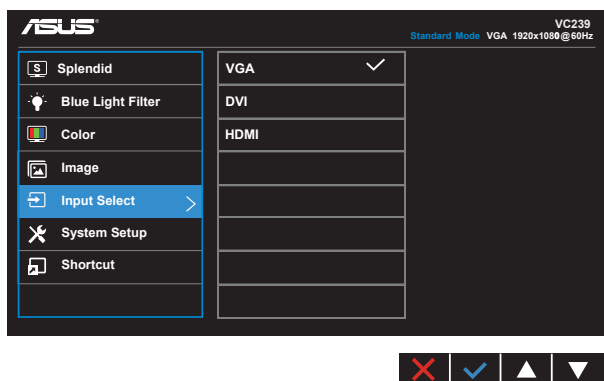 ASUS
VC239
Standard Mode VGA 1920x1080@60Hz
S Splendid
Blue Light Filter
Color
Image
Input Select
System Setup
Shortcut
VGA
DVI
HDMI